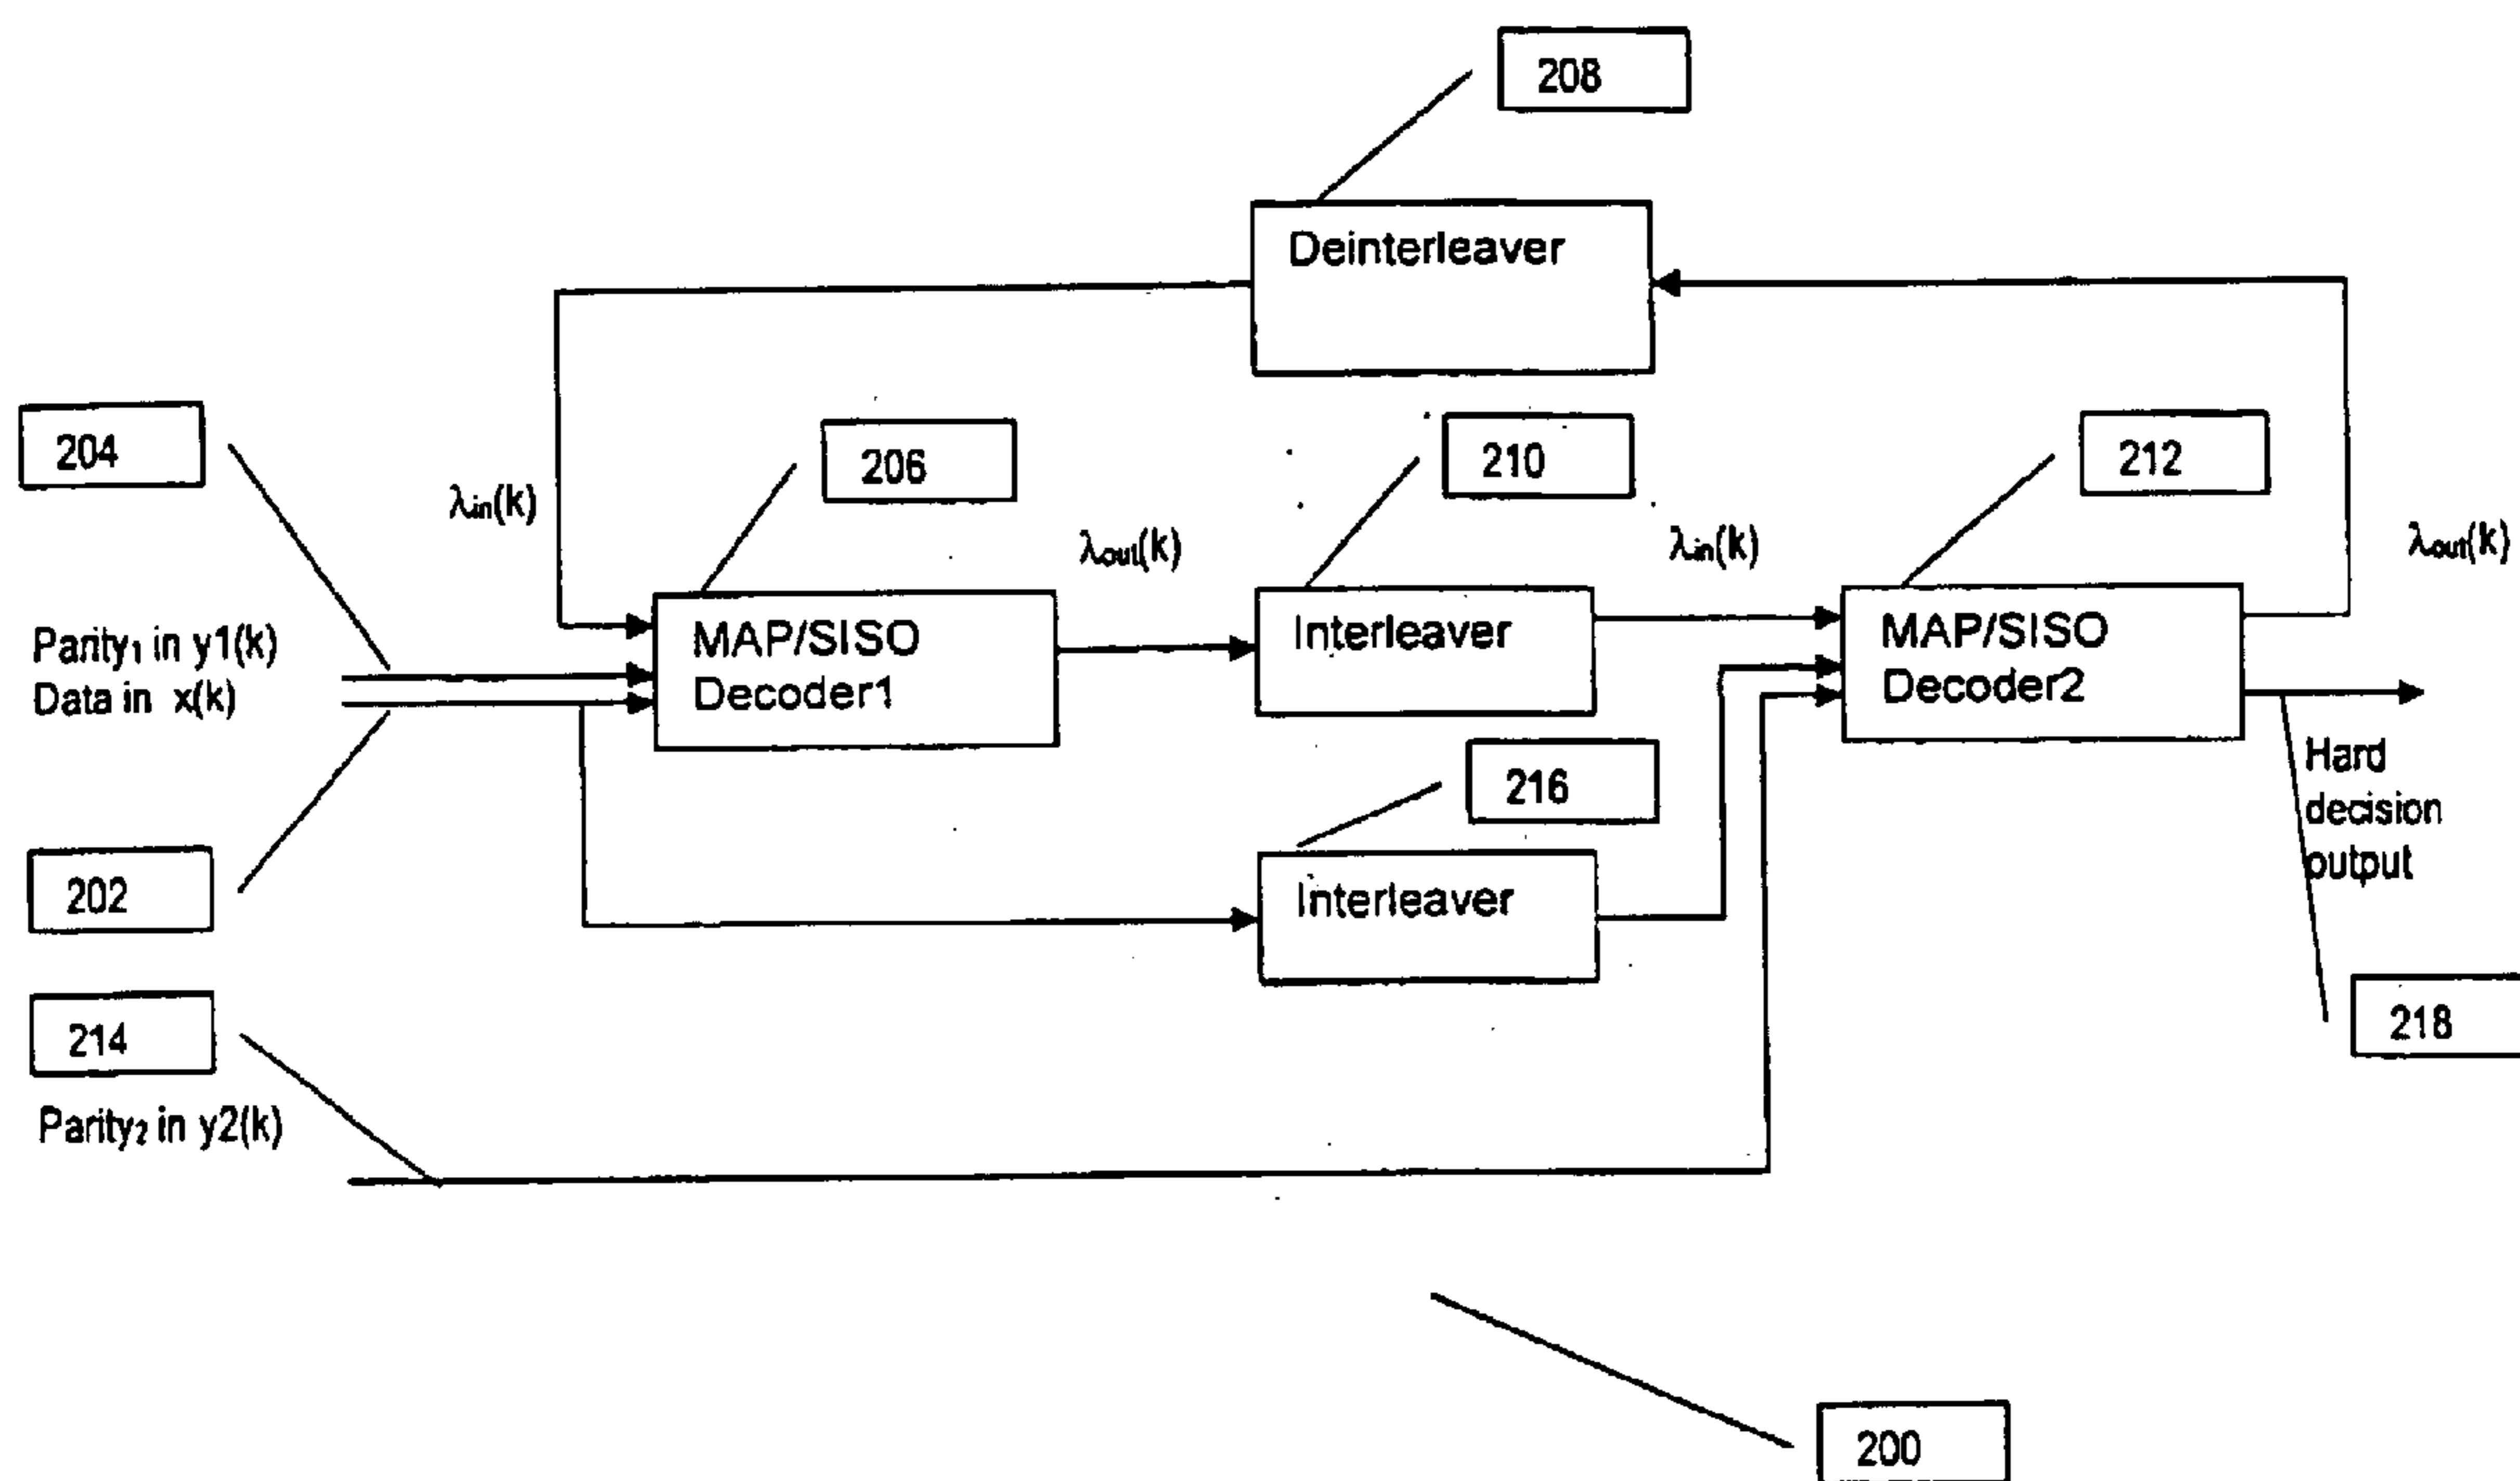 208
Deinterleaver
204
206
210
212
λin(k)
λout(k)
λin(k)
λout(k)
Parity₁ in y1(k)
Data in x(k)
MAP/SISO
Decoder1
Interleaver
MAP/SISO
Decoder2
Hard
decision
output
216
202
Interleaver
214
218
Parity₂ in y2(k)
200